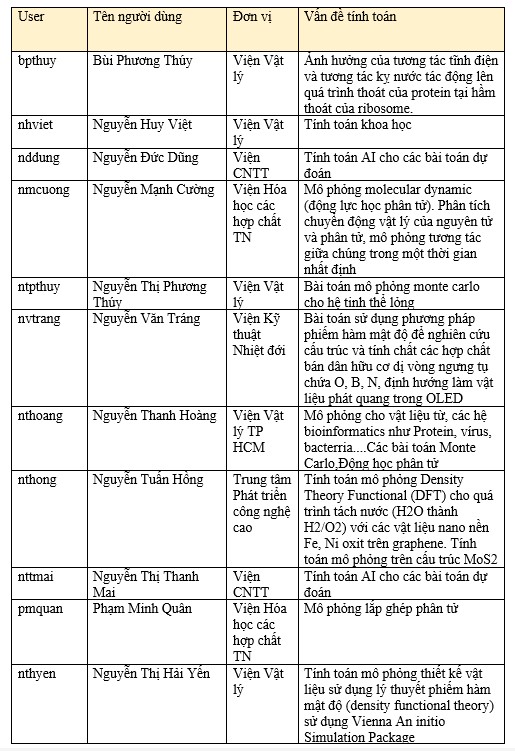 User Tên người dùng Đơn vị Vấn đề tính toán
bpthuy Bùi Phương Thúy Viện Vật Ảnh hưởng của tương tác tĩnh điện
lý và tương tác kỵ nước tác động lên
quá trình thoát của protein tại hầm
thoát của ribosome.
nhviet Nguyễn Huy Việt Viện Vật Tính toán khoa học
lý
nddung Nguyễn Đức Dũng Viện Tính toán AI cho các bài toán dự
CNTT đoán
nmcuong Nguyễn Mạnh Cường Viện Hóa Mô phỏng molecular dynamic
học các (động lực học phân tử). Phân tích
hợp chất chuyển động vật lý của nguyên tử
TN và phân tử, mô phỏng tương tác
giữa chúng trong một thời gian
nhất định
ntpthuy Nguyễn Thị Phương Viện Vật Bài toán mô phỏng monte carlo
Thúy lý cho hệ tinh thể lỏng
nvtrang Nguyễn Văn Tráng Viện Kỹ Bài toán sử dụng phương pháp
thuật phiếm hàm mật độ để nghiên cứu
Nhiệt đới cấu trúc và tính chất các hợp chất
bán dẫn hữu cơ dị vòng ngưng tụ
chứa O, B, N, định hướng làm vật
liệu phát quang trong OLED
nthoang Nguyễn Thanh Hoàng Viện Vật Mô phỏng cho vật liệu từ, các hệ
lý TP bioinformatics như Protein, vírus,
HCM bacterria....Các bài toán Monte
Carlo,Động học phân tử
nthong Nguyễn Tuấn Hồng Trung tâm Tính toán mô phỏng Density
Phát triển Theory Functional (DFT) cho quá
công nghệ trình tách nước (H2O thành
cao H2/O2) với các vật liệu nano nền
Fe, Ni oxit trên graphene. Tính
toán mô phỏng trên cấu trúc MoS2
nttmai Nguyễn Thị Thanh Viện Tính toán AI cho các bài toán dự
Mai CNTT đoán
pmquan Phạm Minh Quân Viện Hóa Mô phỏng lắp ghép phân tử
học các
hợp chất
TN
nthyen Nguyễn Thị Hải Yến Viện Vật Tính toán mô phỏng thiết kế vật
lý liệu sử dụng lý thuyết phiếm hàm
mật độ (density functional theory)
sử dụng Vienna An initio
Simulation Package